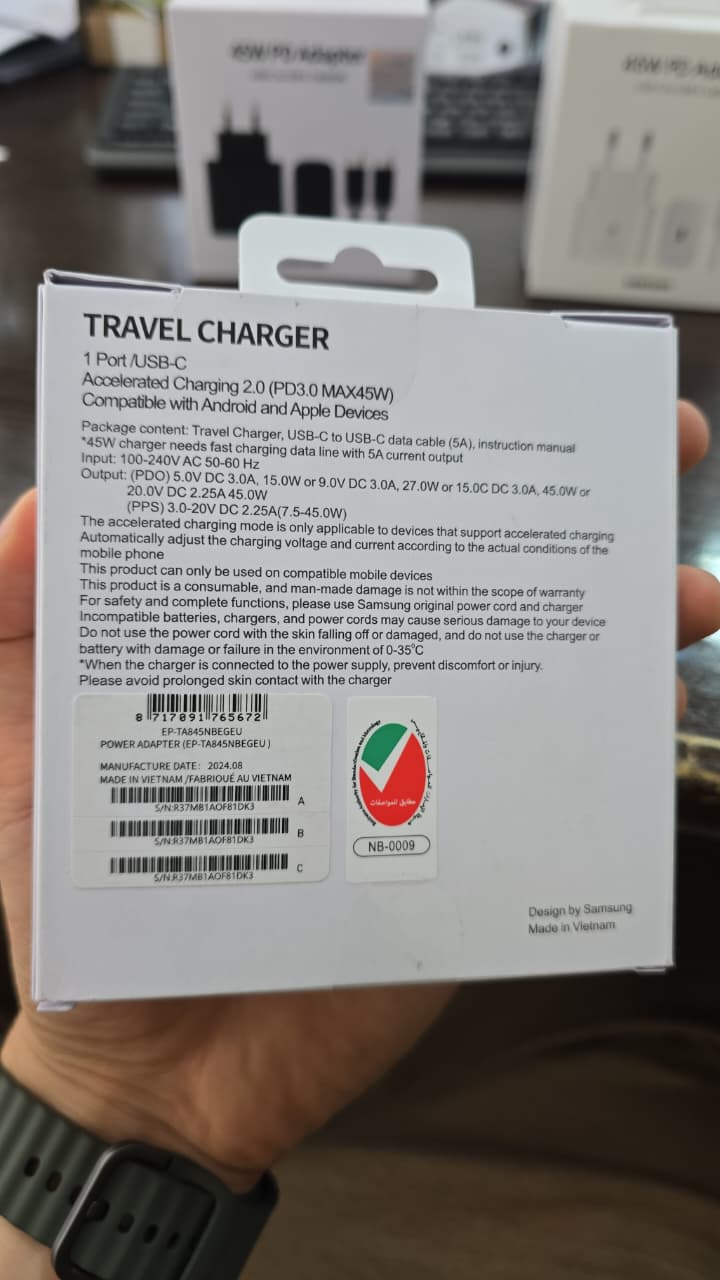 45W PD Adapter
45W PD Ada
TRAVEL CHARGER
1 Port /USB-C
Accelerated Charging 2.0 (PD3.0 MAX45W)
Compatible with Android and Apple Devices
Package content: Travel Charger, USB-C to USB-C data cable (5A), instruction manual
*45W charger needs fast charging data line with 5A current output
Input: 100-240V AC 50-60 Hz
Output: (PDO) 5.0V DC 3.0A, 15.0W or 9.0V DC 3.0A, 27.0W or 15.0C DC 3.0A, 45.0W or
20.0V DC 2.25A 45.0W
(PPS) 3.0-20V DC 2.25A(7.5-45.0W)
The accelerated charging mode is only applicable to devices that support accelerated charging
Automatically adjust the charging voltage and current according to the actual conditions of the
mobile phone
This product can only be used on compatible mobile devices
This product is a consumable, and man-made damage is not within the scope of warranty
For safety and complete functions, please use Samsung original power cord and charger
Incompatible batteries, chargers, and power cords may cause serious damage to your device
Do not use the power cord with the skin falling off or damaged, and do not use the charger or
battery with damage or failure in the environment of 0-35°C
*When the charger is connected to the power supply, prevent discomfort or injury.
Please avoid prolonged skin contact with the charger
8 717091 765672
EP-TA845NBEGEU
POWER ADAPTER (EP-TA845NBEGEU )
MANUFACTURE DATE: 2024.08
MADE IN VIETNAM /FABRIQUÉ AU VIETNAM
A
S/N:R37MB1AOF81DK3
B
S/N:R37MB1AOF81DK3
C
S/N:R37MB1AOF81DK3
مطابق للمواصفات
NB-0009
Design by Samsung
Made in Vietnam